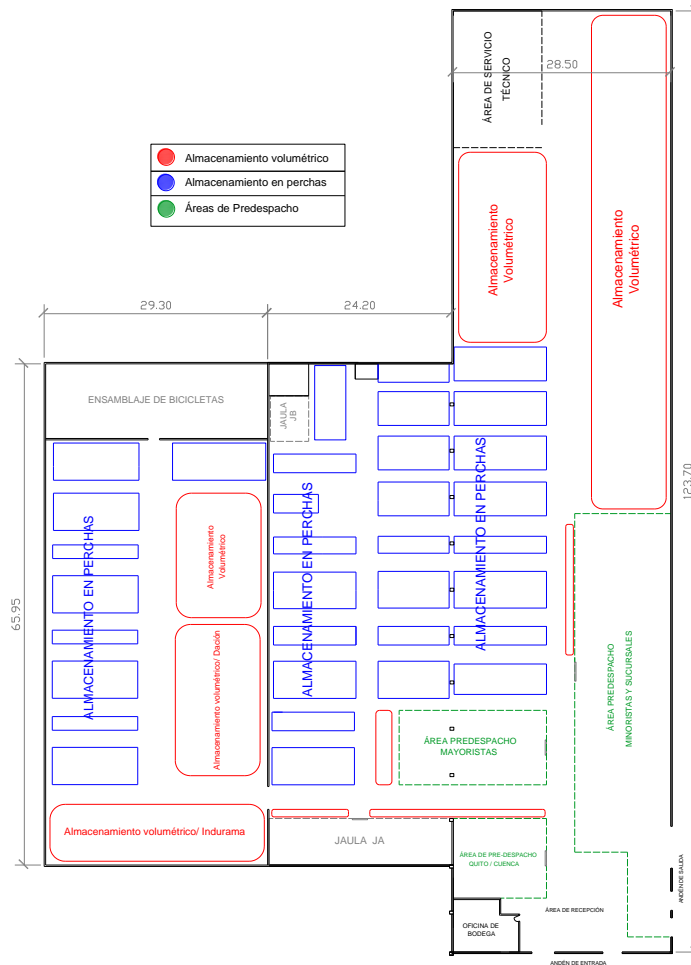 ÁREA DE SERVICIO
TÉCNICO
28.50
Almacenamiento volumétrico
Almacenamiento en perchas
Áreas de Predespacho
Almacenamiento
Volumétrico
Almacenamiento
Volumétrico
29.30
24.20
ENSAMBLAJE DE BICICLETAS
JAULA
JB
123.70
65.95
ALMACENAMIENTO EN PERCHAS
Almacenamiento
Volumétrico
ALMACENAMIENTO EN PERCHAS
ALMACENAMIENTO EN PERCHAS
Almacenamiento volumétrico/ Dación
ÁREA PREDESPACHO
MINORISTAS Y SUCURSALES
ÁREA PREDESPACHO
MAYORISTAS
Almacenamiento volumétrico/ Indurama
JAULA JA
ÁREA DE PRE-DESPACHO
QUITO / CUENCA
ANDÉN DE SALIDA
ÁREA DE RECEPCIÓN
OFICINA DE
BODEGA
ANDÉN DE ENTRADA